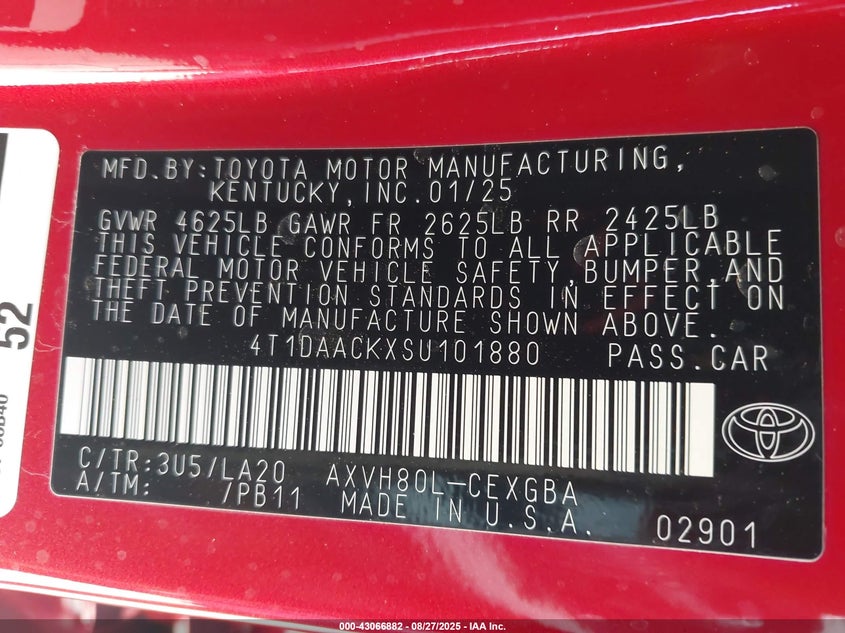 MFD.BY:TOYOTA MOTOR MANUFACTURING,
KENTUCKY,INC.01/25
GVWR 4625LB GAWR FR 2625LB RR 2425LB
THIS VEHICLE CONFORMS TO ALL APPLICABLE
FEDERAL MOTOR VEHICLE SAFETY,BUMPER,AND
THEFT PREVENTION STANDARDS IN EFFECT ON
THE DATE OF MANUFACTURE SHOWN ABOVE.
4T1DAACKXSU101880 PASS.CAR
C/TR:3U5/LA20 AXVH80L-CEXGBA
A/TM: /PB11 MADE IN U.S.A. 02901
52
000-43066882 - 08/27/2025 - IAA Inc.